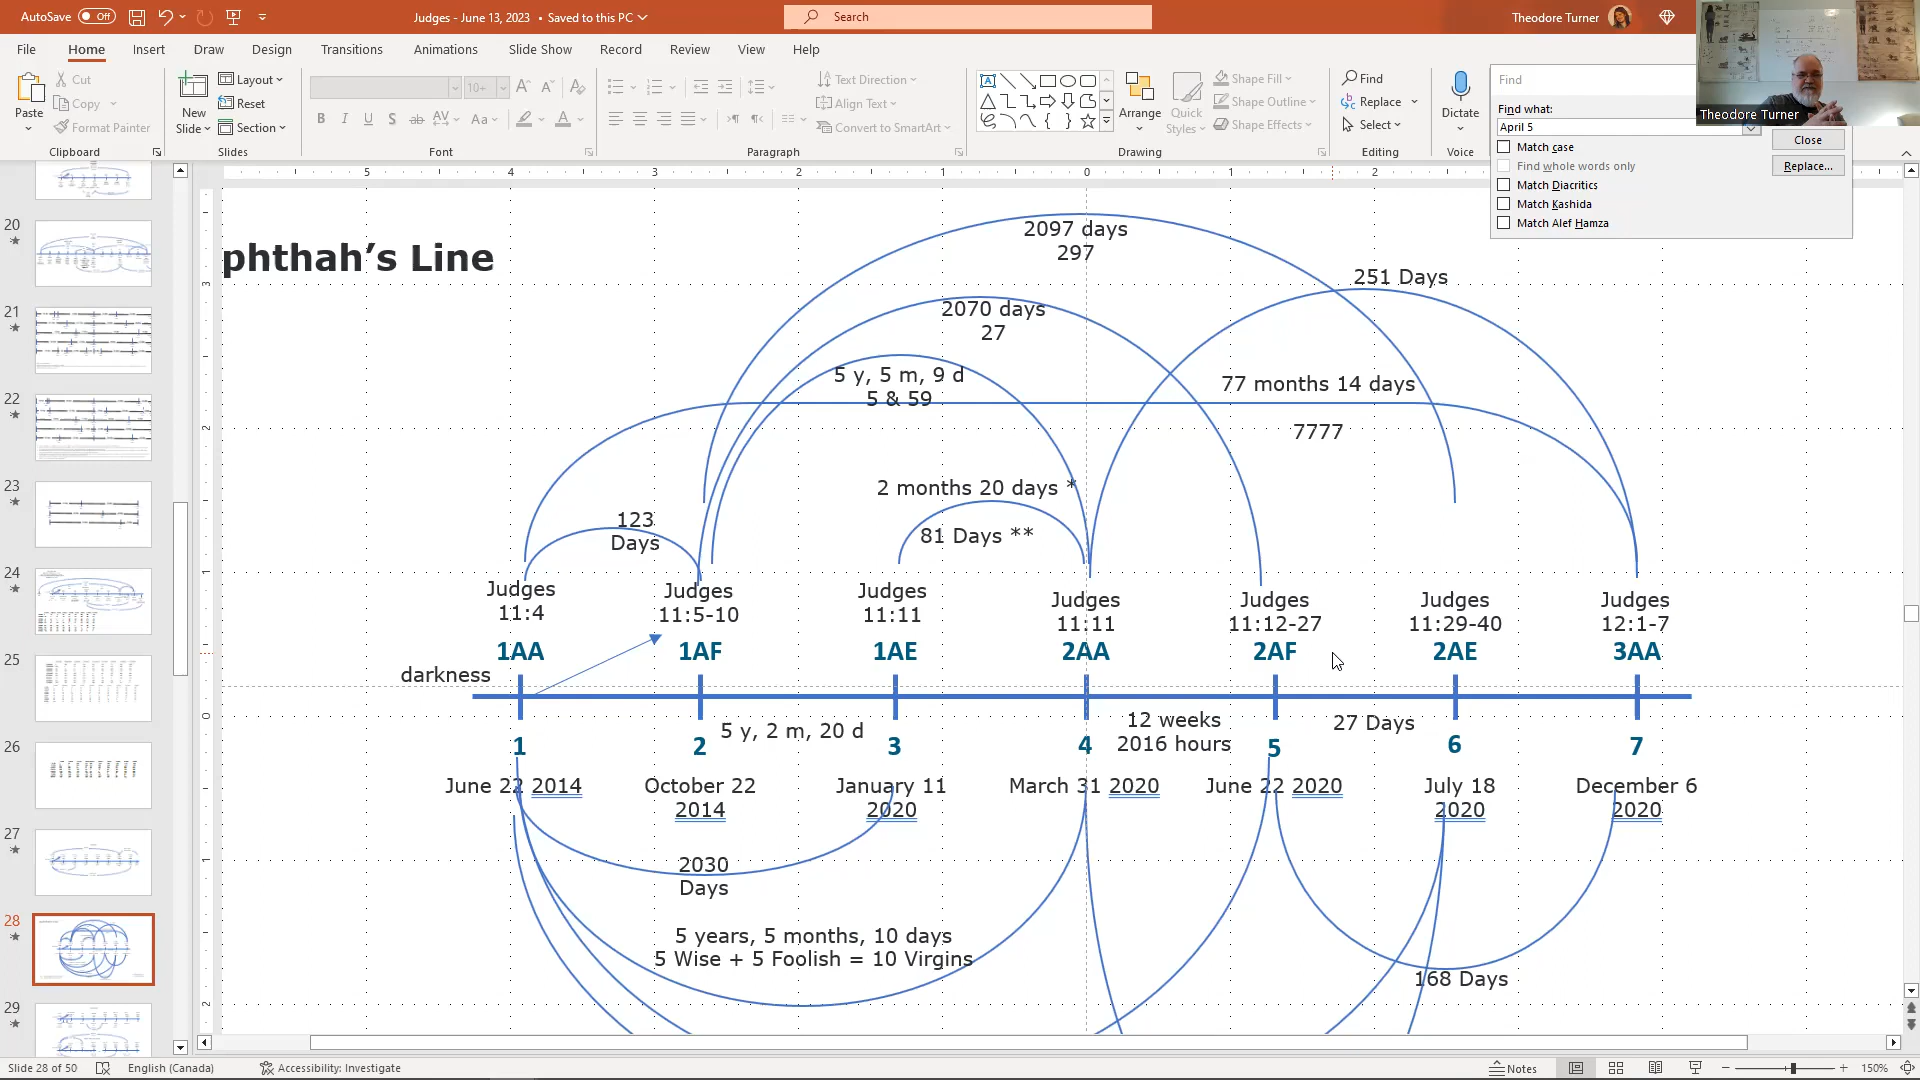 AutoSave Off
Judges - June 13, 2023 • Saved to this PC
Search
Theodore Turner
File Home Insert Draw Design Transitions Animations Slide Show Record Review View Help
Paste
Cut
Copy
Format Painter
Clipboard
New Slide
Layout
Reset
Section
Slides
10+
Font
Text Direction
Align Text
Convert to SmartArt
Paragraph
Arrange
Quick Styles
Shape Fill
Shape Outline
Shape Effects
Drawing
Find
Replace
Select
Editing
Dictate
Voice
Find
Find what:
April 5
Match case
Find whole words only
Match Diacritics
Match Kashida
Match Alef Hamza
Close
Replace...
Theodore Turner
20
21
22
23
24
25
26
27
28
29
phthah’s Line
2097 days
297
251 Days
2070 days
27
5 y, 5 m, 9 d
5 & 59
77 months 14 days
7777
2 months 20 days *
81 Days **
123
Days
Judges
11:4
Judges
11:5-10
Judges
11:11
Judges
11:11
Judges
11:12-27
Judges
11:29-40
Judges
12:1-7
1AA 1AF 1AE 2AA 2AF 2AE 3AA
darkness
5 y, 2 m, 20 d
12 weeks
2016 hours
27 Days
1 2 3 4 5 6 7
June 22 2014
October 22
2014
January 11
2020
March 31 2020
June 22 2020
July 18
2020
December 6
2020
2030
Days
5 years, 5 months, 10 days
5 Wise + 5 Foolish = 10 Virgins
168 Days
Slide 28 of 50
English (Canada)
Accessibility: Investigate
Notes
150%